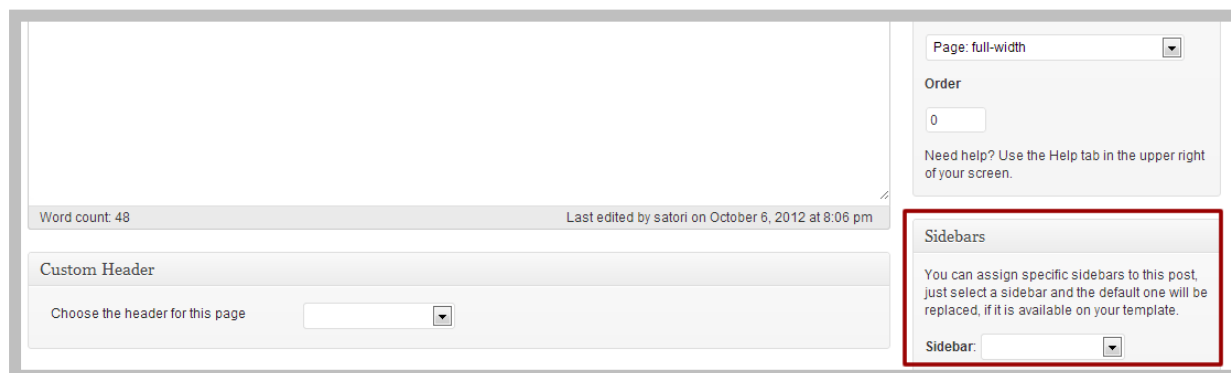 Page: full-width
Order
0
Need help? Use the Help tab in the upper right
of your screen.
Word count: 48
Last edited by satori on October 6, 2012 at 8:06 pm
Custom Header
Choose the header for this page
Sidebars
You can assign specific sidebars to this post,
just select a sidebar and the default one will be
replaced, if it is available on your template.
Sidebar: